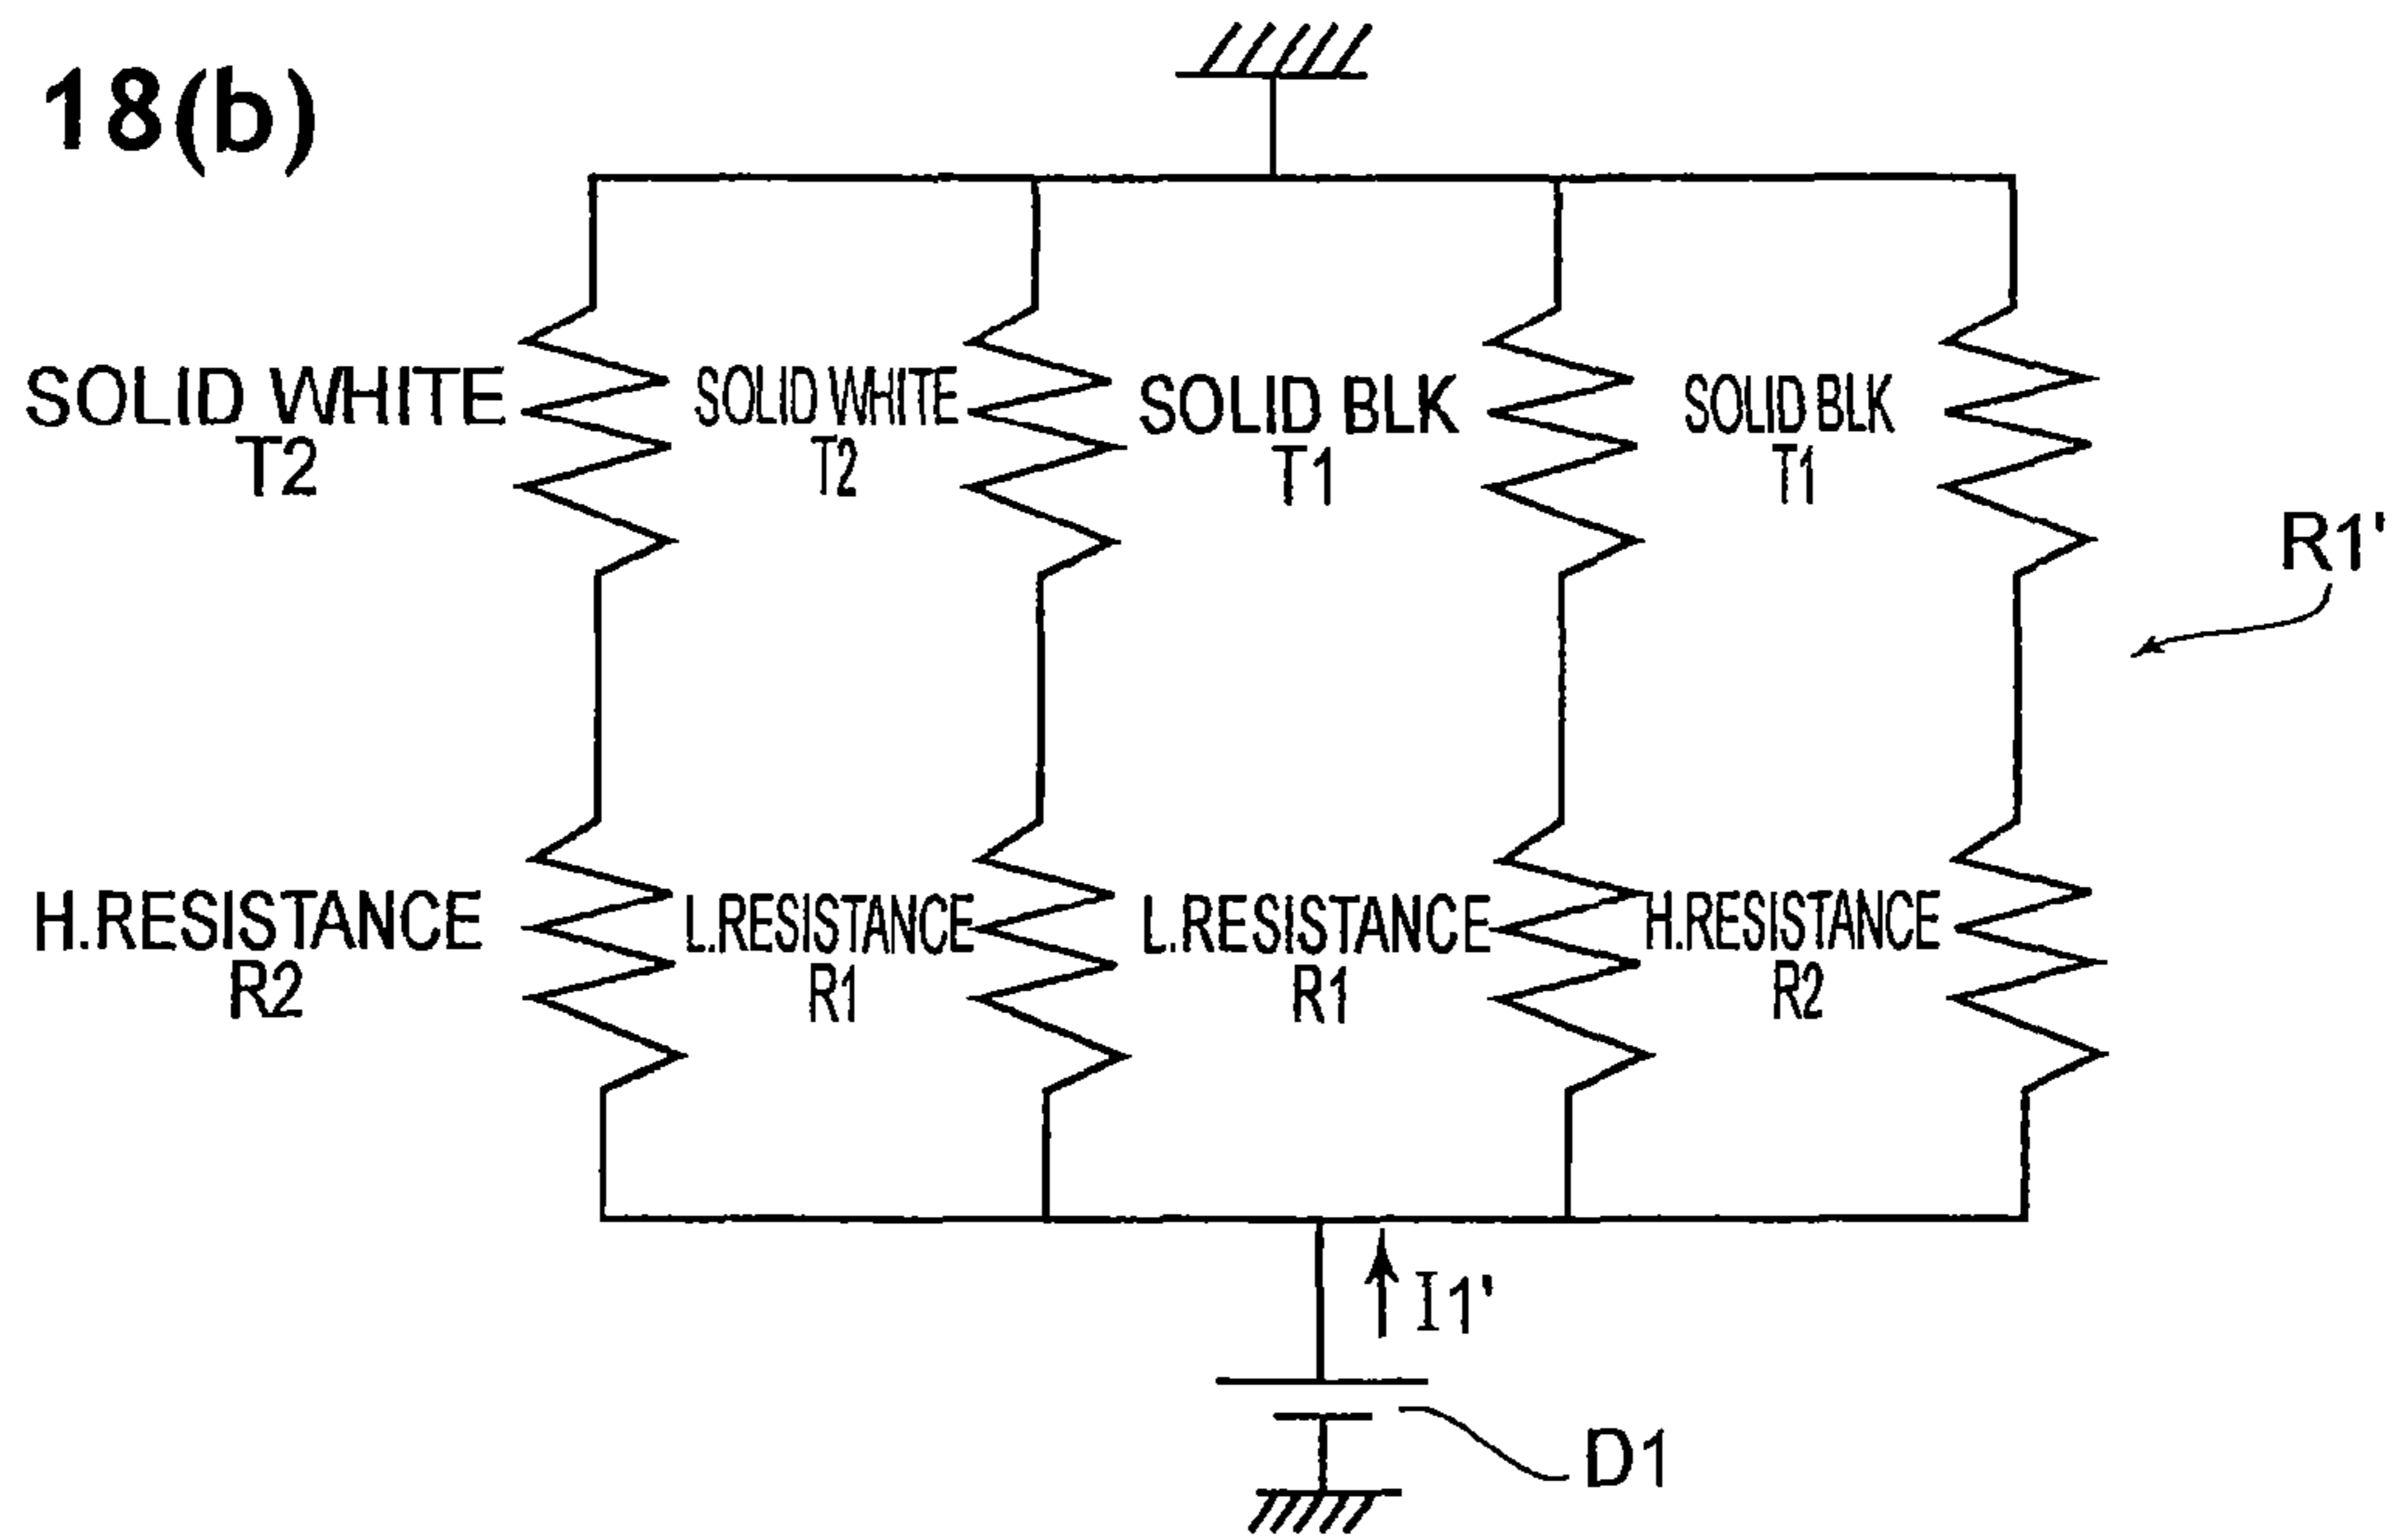 18(b)
SOLID WHITE
T2
SOLID WHITE
T2
SOLID BLK
T1
SOLID BLK
T1
R1'
H.RESISTANCE
R2
L.RESISTANCE
R1
L.RESISTANCE
R1
H.RESISTANCE
R2
I1'
D1